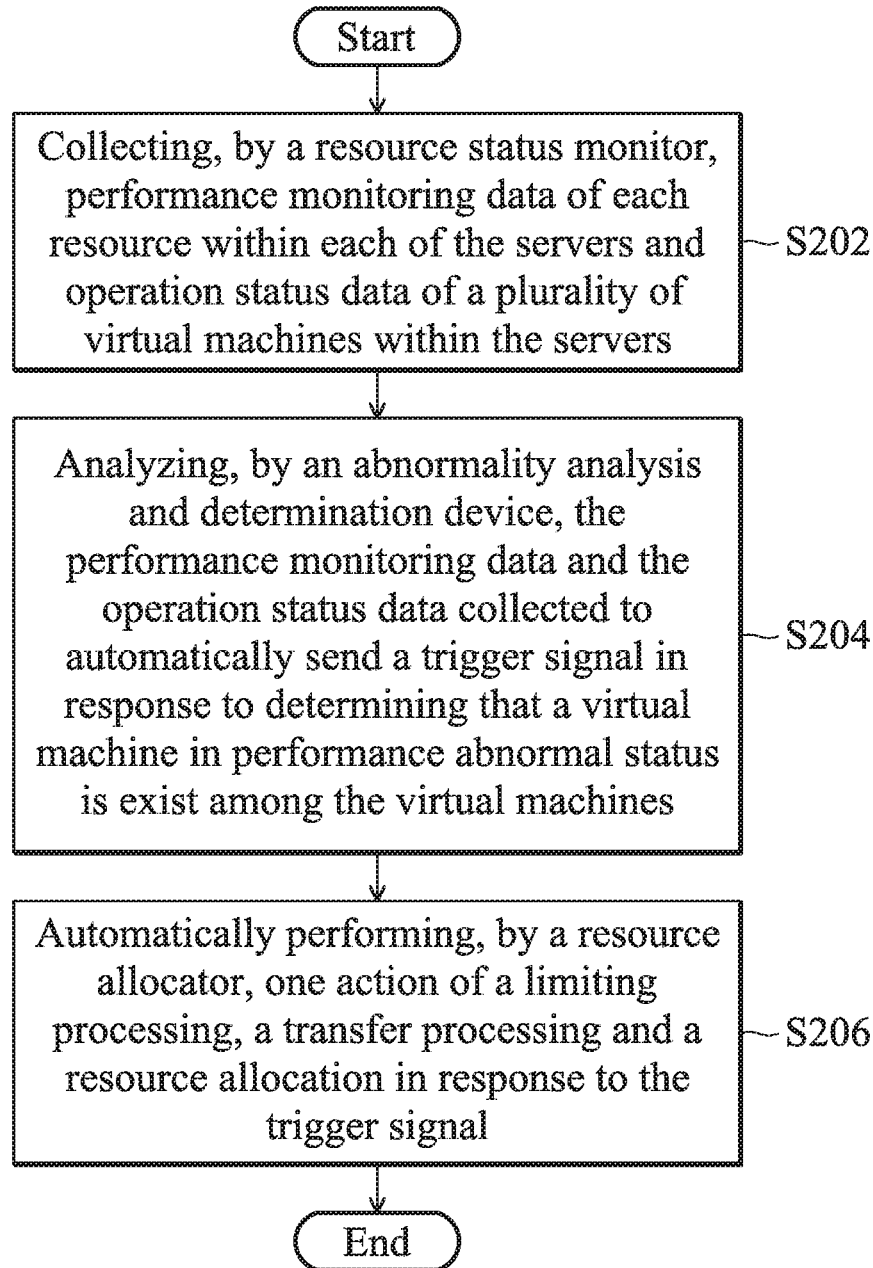 Start
Collecting, by a resource status monitor,
performance monitoring data of each
resource within each of the servers and
operation status data of a plurality of
virtual machines within the servers
S202
Analyzing, by an abnormality analysis
and determination device, the
performance monitoring data and the
operation status data collected to
automatically send a trigger signal in
response to determining that a virtual
machine in performance abnormal status
is exist among the virtual machines
S204
Automatically performing, by a resource
allocator, one action of a limiting
processing, a transfer processing and a
resource allocation in response to the
trigger signal
S206
End